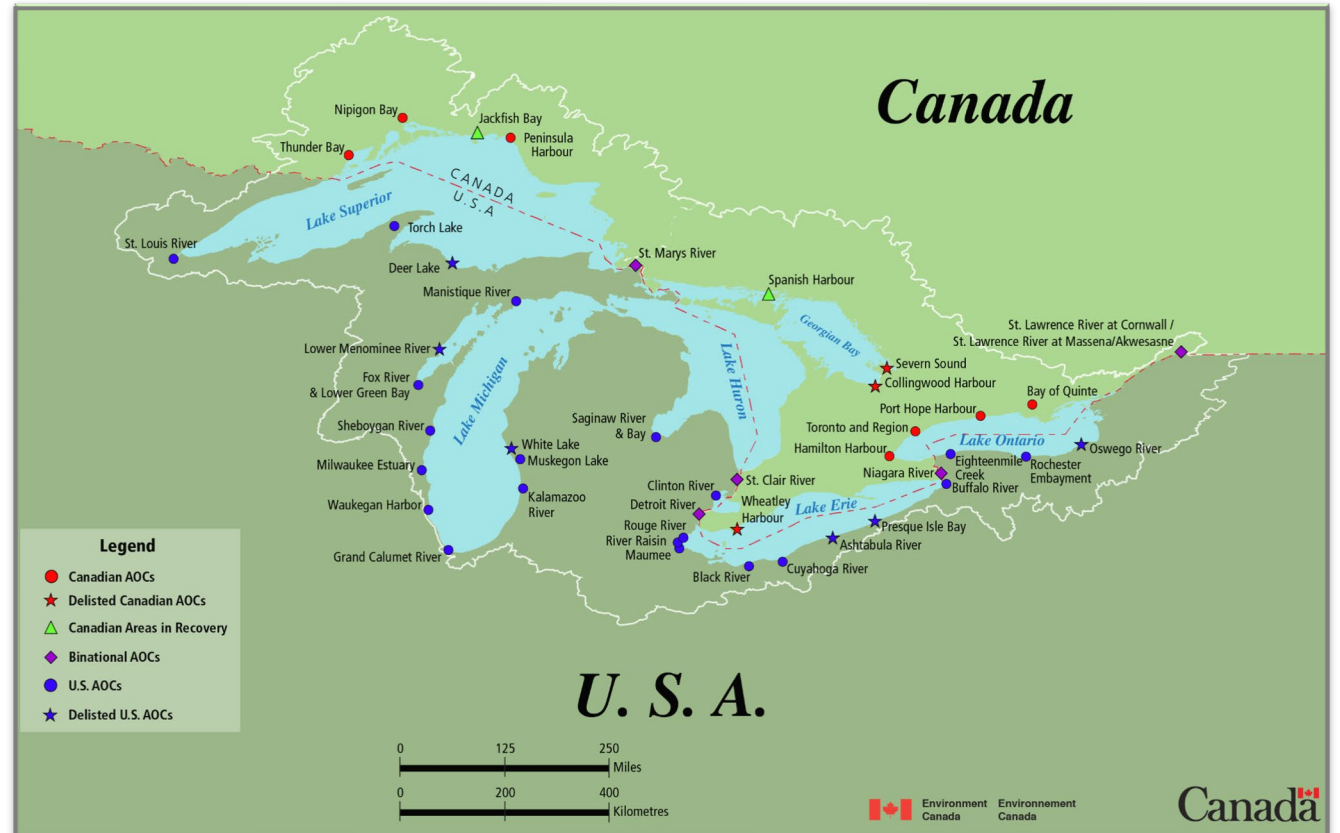 Canada
Nipigon Bay
Jackfish Bay
Thunder Bay
Peninsula
Harbour
CANADA
U.S.A
Lake Superior
St. Louis River
Torch Lake
Deer Lake
St. Marys River
Manistique River
Spanish Harbour
Georgian Bay
St. Lawrence River at Cornwall /
St. Lawrence River at Massena/Akwesasne
Lower Menominee River
Severn Sound
Collingwood Harbour
Fox River
& Lower Green Bay
Lake Michigan
Lake Huron
Bay of Quinte
Port Hope Harbour
Saginaw River
& Bay
Sheboygan River
Toronto and Region
Lake Ontario
Hamilton Harbour
Oswego River
White Lake
Muskegon Lake
Milwaukee Estuary
Eighteenmile
Creek
Rochester
Embayment
Niagara River
St. Clair River
Buffalo River
Clinton River
Kalamazoo
River
Waukegan Harbor
Detroit River
Wheatley
Harbour
Lake Erie
Rouge River
Presque Isle Bay
River Raisin
Ashtabula River
Maumee
Grand Calumet River
Black River
Cuyahoga River
Legend
Canadian AOCs
Delisted Canadian AOCs
Canadian Areas in Recovery
Binational AOCs
U.S. AOCs
Delisted U.S. AOCs
U. S. A.
0 125 250
Miles
0 200 400
Kilometres
Environment Environnement
Canada Canada
Canada